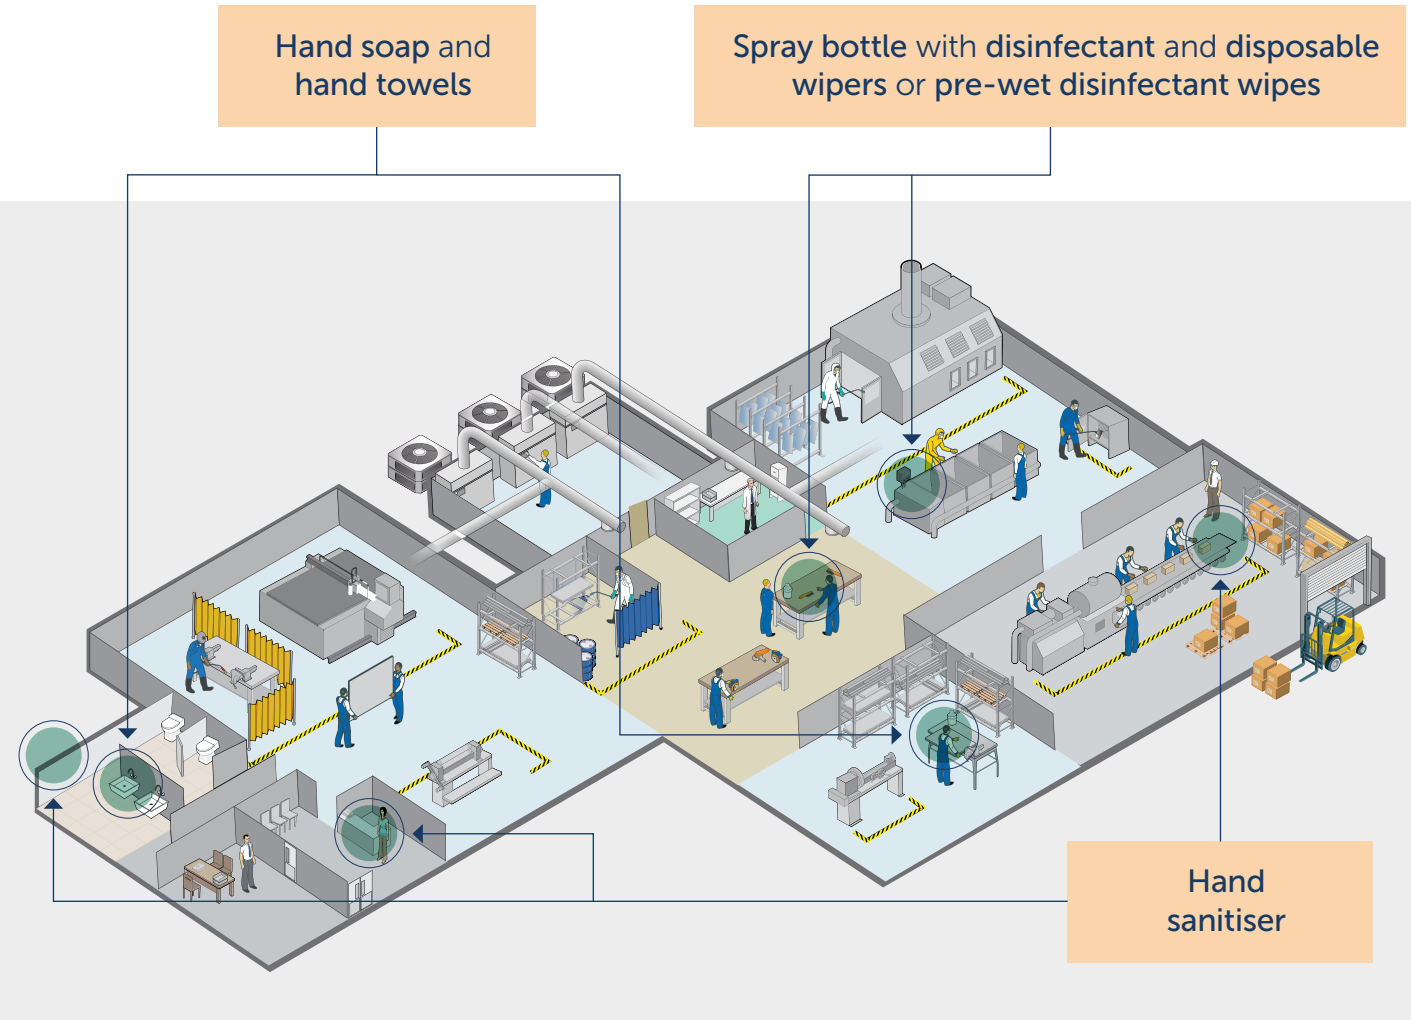 Hand soap and
hand towels
Spray bottle with disinfectant and disposable
wipers or pre-wet disinfectant wipes
Hand
sanitiser